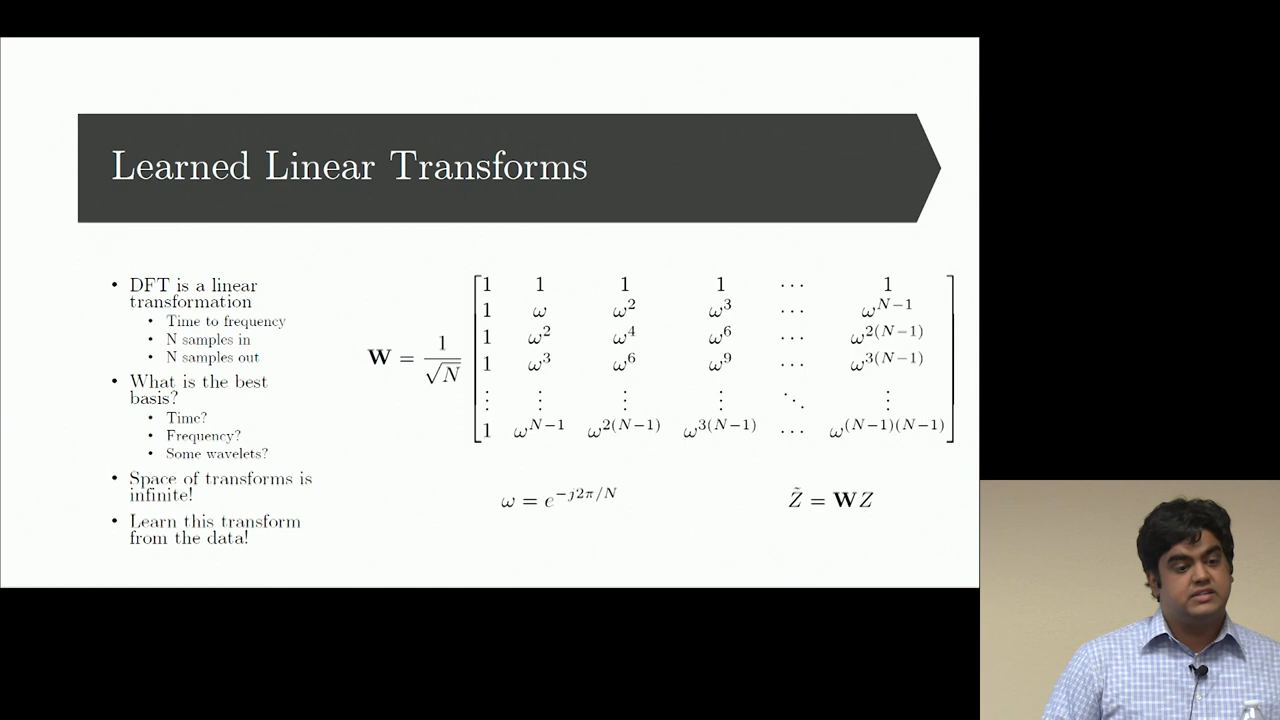 Learned Linear Transforms
• DFT is a linear
transformation
• Time to frequency
• N samples in
• N samples out
• What is the best
basis?
• Time?
• Frequency?
• Some wavelets?
• Space of transforms is
infinite!
• Learn this transform
from the data!
W = 1/√N
[1 1 1 1 ⋯ 1
1 ω ω² ω³ ⋯ ω^{N−1}
1 ω² ω⁴ ω⁶ ⋯ ω^{2(N−1)}
1 ω³ ω⁶ ω⁹ ⋯ ω^{3(N−1)}
⋮ ⋮ ⋮ ⋮ ⋱ ⋮
1 ω^{N−1} ω^{2(N−1)} ω^{3(N−1)} ⋯ ω^{(N−1)(N−1)}]
ω = e^{−j2π/N}
Z̃ = WZ